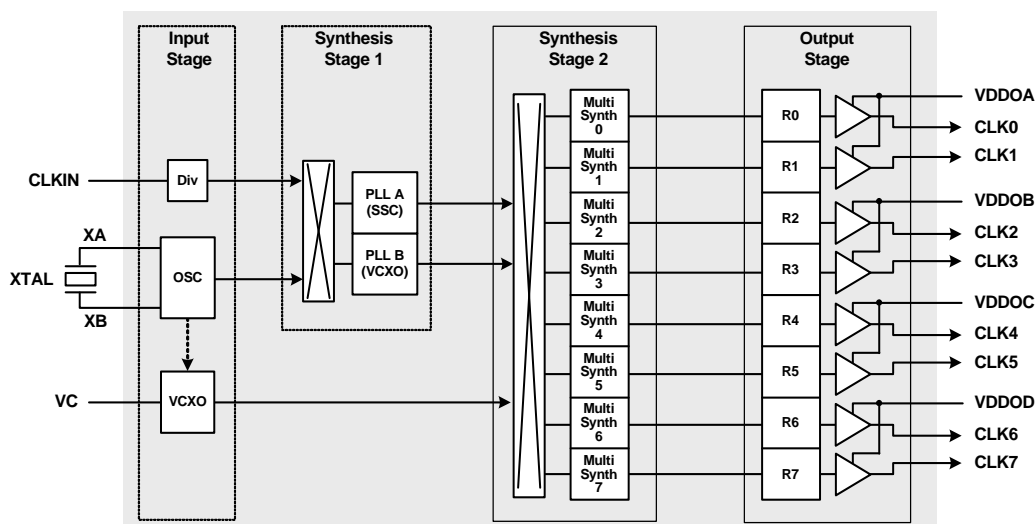 Input
Stage
Synthesis
Stage 1
Synthesis
Stage 2
Output
Stage
CLKIN
Div
XA
XTAL
XB
OSC
VC
VCXO
PLL A
(SSC)
PLL B
(VCXO)
Multi
Synth
0
Multi
Synth
1
Multi
Synth
2
Multi
Synth
3
Multi
Synth
4
Multi
Synth
5
Multi
Synth
6
Multi
Synth
7
R0
R1
R2
R3
R4
R5
R6
R7
VDDOA
CLK0
CLK1
VDDOB
CLK2
CLK3
VDDOC
CLK4
CLK5
VDDOD
CLK6
CLK7